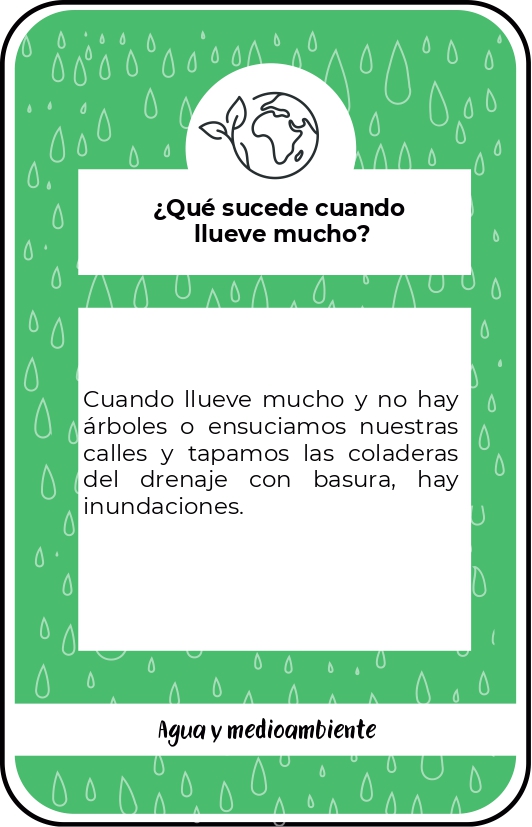 ¿Qué sucede cuando
llueve mucho?
Cuando llueve mucho y no hay
árboles o ensuciamos nuestras
calles y tapamos las coladeras
del drenaje con basura, hay
inundaciones.
Agua y medioambiente